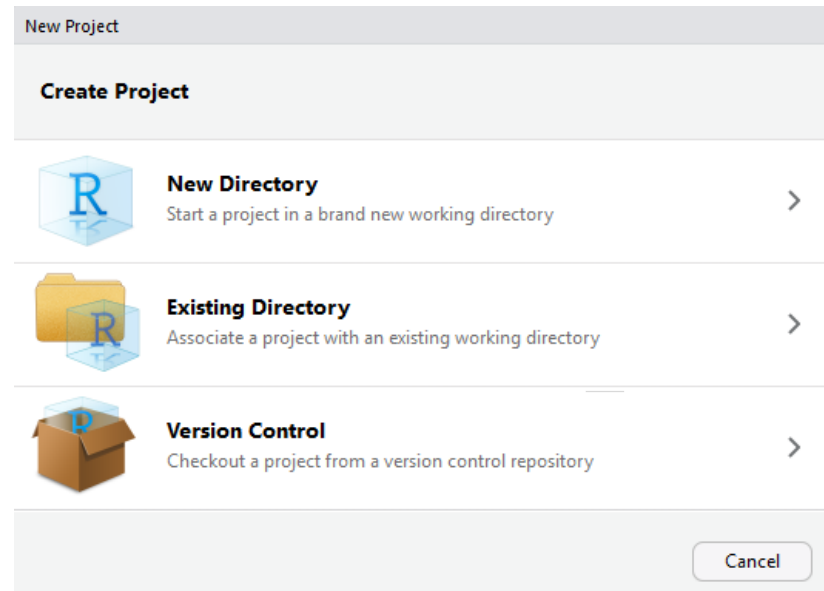 New Project
Create Project
R
New Directory
Start a project in a brand new working directory
R
Existing Directory
Associate a project with an existing working directory
R
Version Control
Checkout a project from a version control repository
Cancel